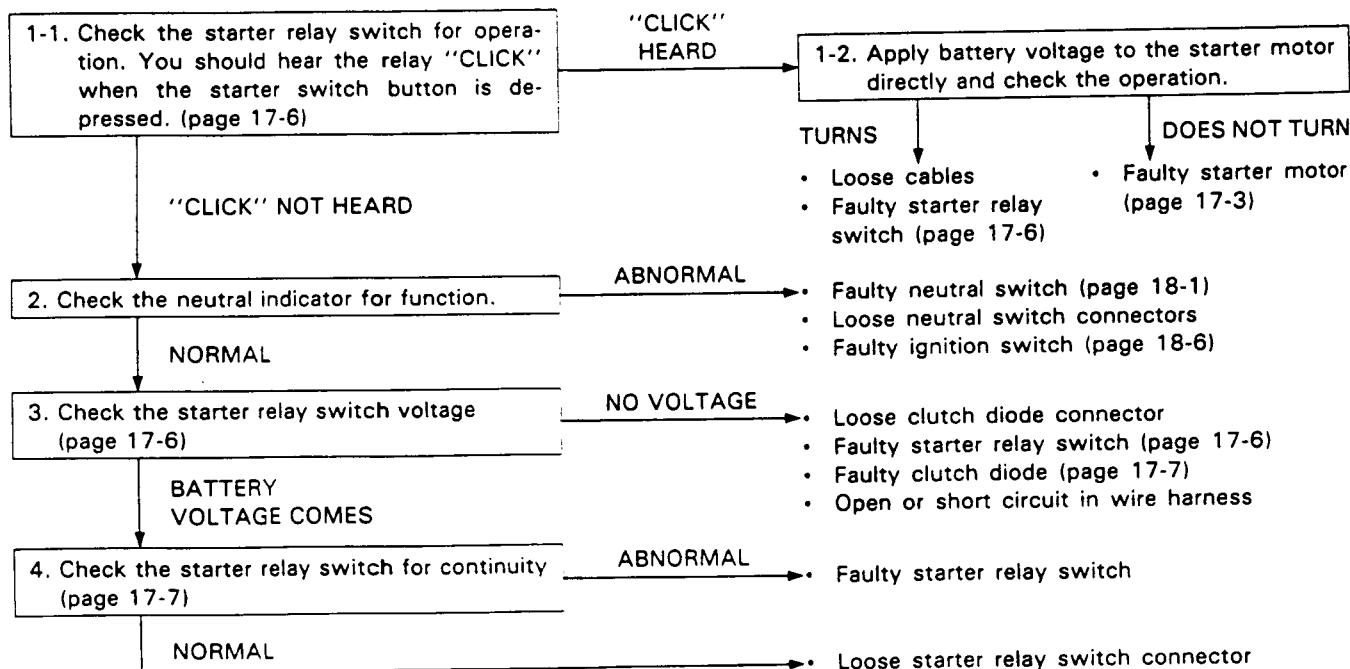 1-1. Check the starter relay switch for opera-
tion. You should hear the relay ''CLICK''
when the starter switch button is de-
pressed. (page 17-6)
''CLICK''
HEARD
1-2. Apply battery voltage to the starter motor
directly and check the operation.
TURNS
• Loose cables
• Faulty starter relay
switch (page 17-6)
DOES NOT TURN
• Faulty starter motor
(page 17-3)
''CLICK'' NOT HEARD
2. Check the neutral indicator for function.
ABNORMAL
• Faulty neutral switch (page 18-1)
• Loose neutral switch connectors
• Faulty ignition switch (page 18-6)
NORMAL
3. Check the starter relay switch voltage
(page 17-6)
NO VOLTAGE
• Loose clutch diode connector
• Faulty starter relay switch (page 17-6)
• Faulty clutch diode (page 17-7)
• Open or short circuit in wire harness
BATTERY
VOLTAGE COMES
4. Check the starter relay switch for continuity
(page 17-7)
ABNORMAL
• Faulty starter relay switch
NORMAL
• Loose starter relay switch connector